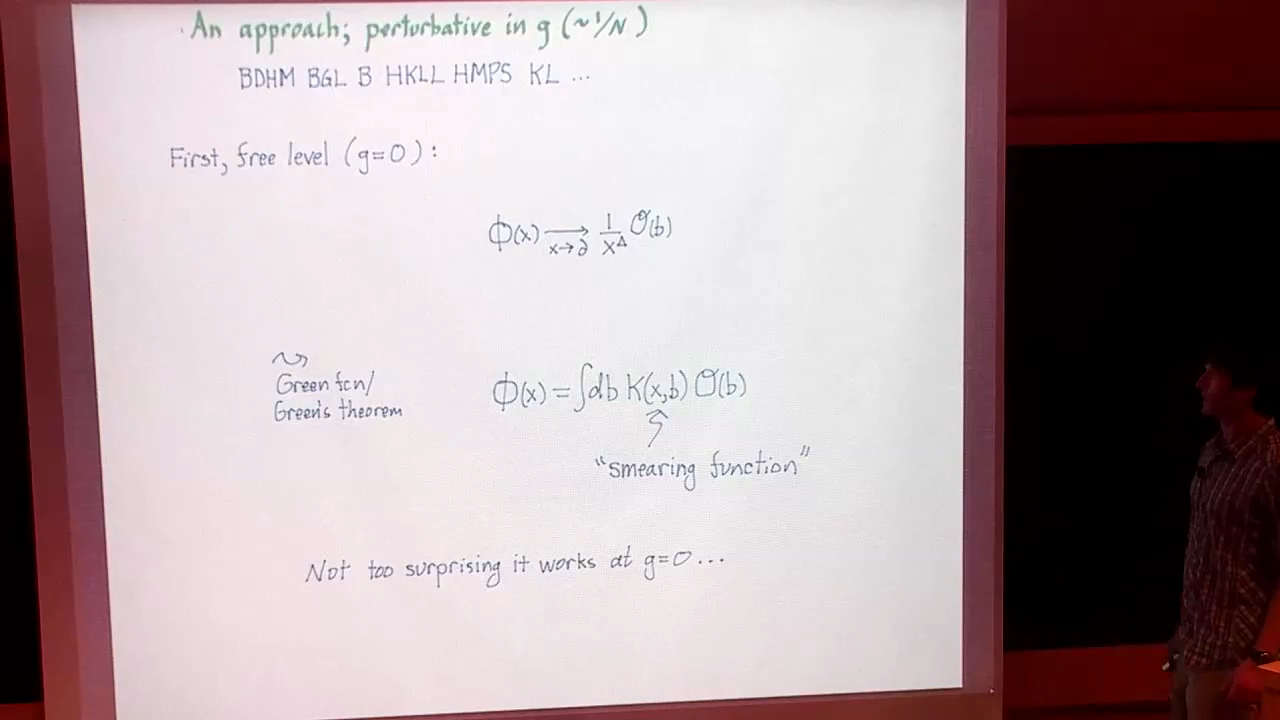 · An approach; perturbative in g (~1/N)
BDHM BGL B HKLL HMPS KL ...
First, free level (g=0):
Φ(x) → 1/x^Δ O(b)
x→∂
⇝
Green fcn/
Green's theorem
Φ(x) = ∫db K(x,b) O(b)
"smearing function"
Not too surprising it works at g=0...